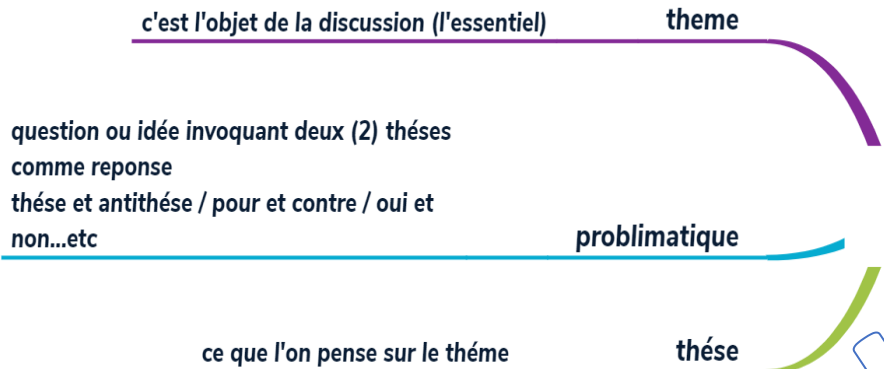 c'est l'objet de la discussion (l'essentiel) theme
question ou idée invoquant deux (2) théses
comme reponse
thése et antithése / pour et contre / oui et
non...etc problimatique
ce que l'on pense sur le théme thése